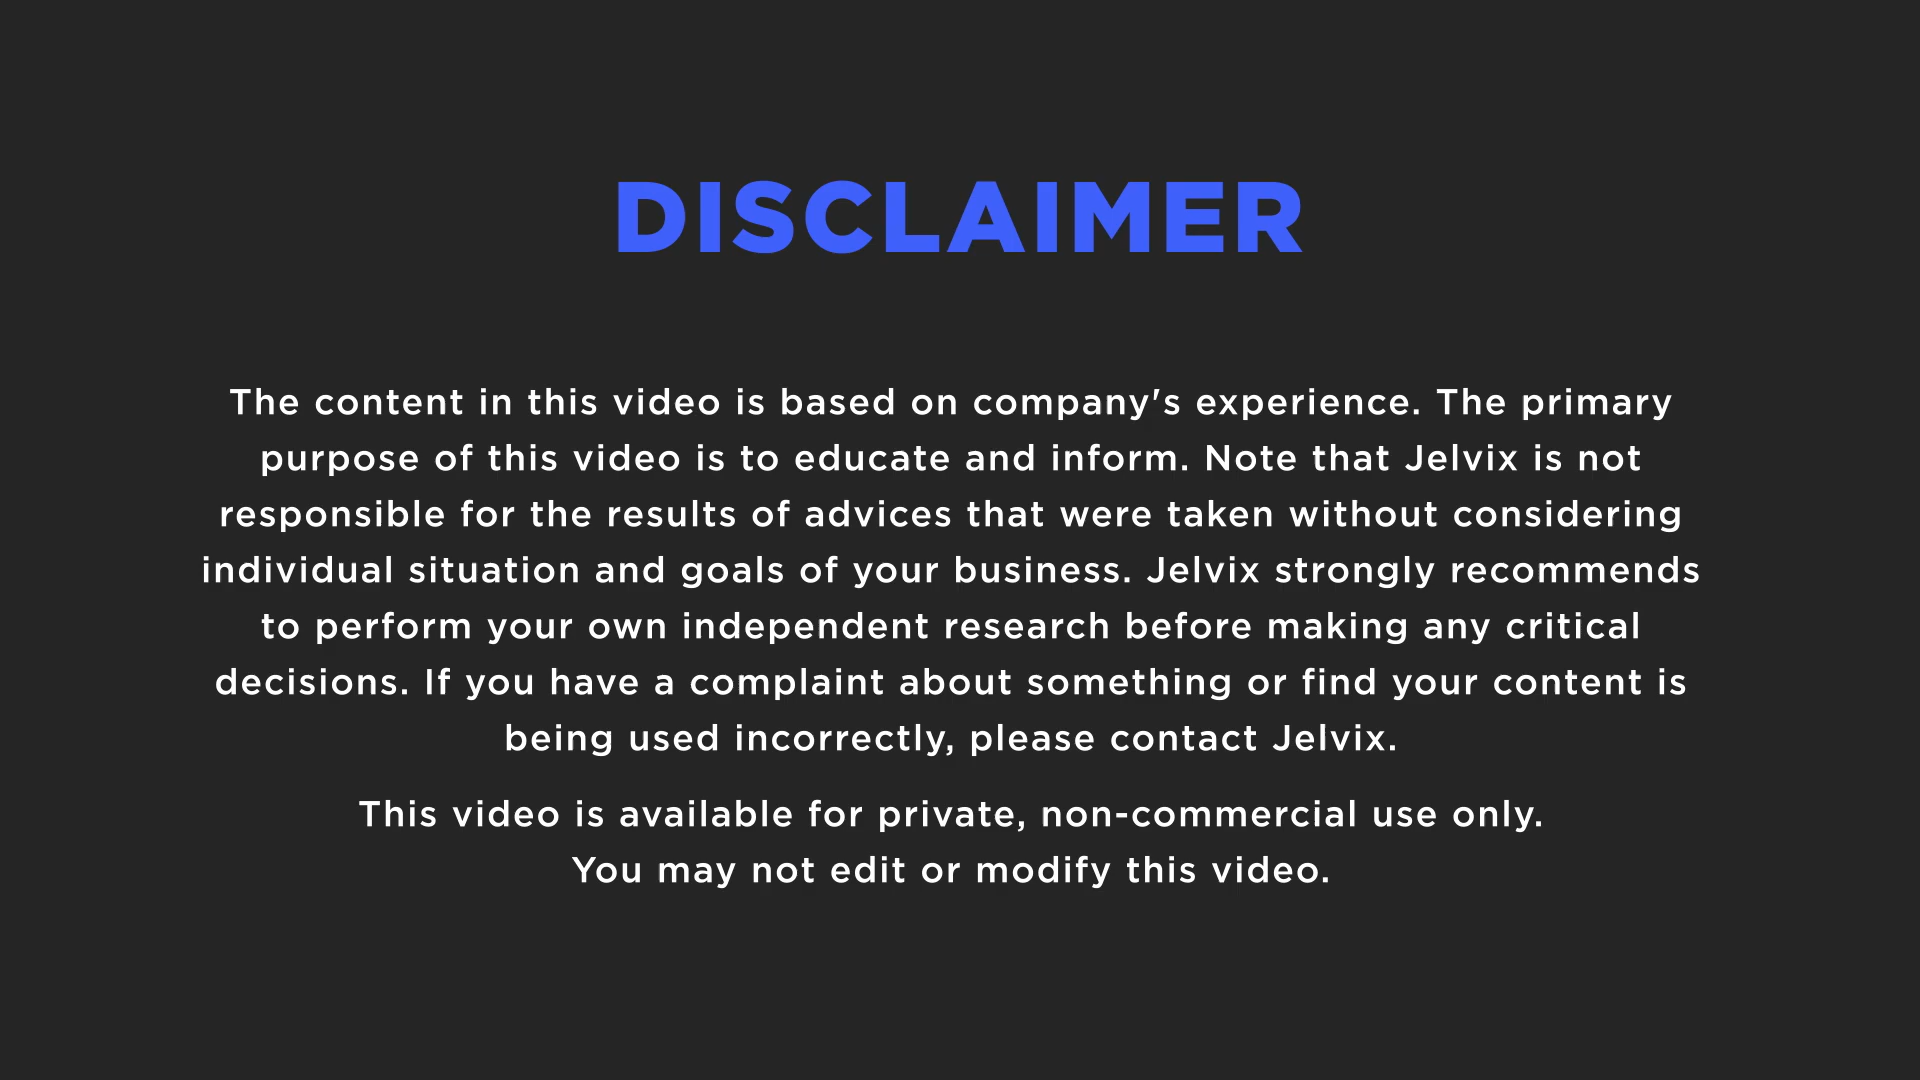 DISCLAIMER
The content in this video is based on company's experience. The primary
purpose of this video is to educate and inform. Note that Jelvix is not
responsible for the results of advices that were taken without considering
individual situation and goals of your business. Jelvix strongly recommends
to perform your own independent research before making any critical
decisions. If you have a complaint about something or find your content is
being used incorrectly, please contact Jelvix.
This video is available for private, non-commercial use only.
You may not edit or modify this video.